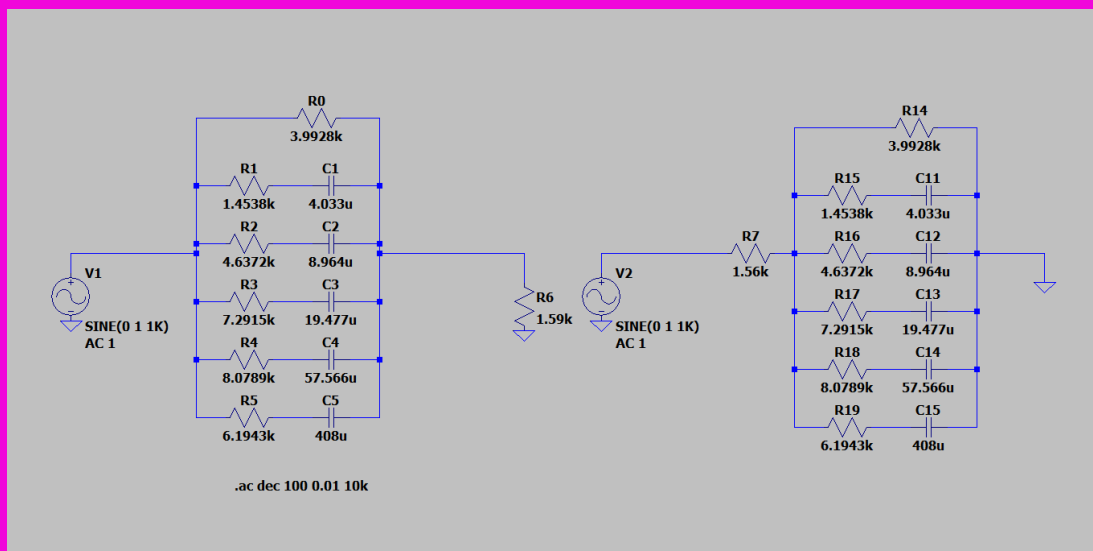 R0
3.9928k
R1
C1
1.4538k
4.033u
R2
C2
4.6372k
8.964u
R3
C3
7.2915k
19.477u
R4
C4
8.0789k
57.566u
R5
C5
6.1943k
408u
V1
SINE(0 1 1K)
AC 1
R6
1.59k
.ac dec 100 0.01 10k
V2
SINE(0 1 1K)
AC 1
R7
1.56k
R14
3.9928k
R15
C11
1.4538k
4.033u
R16
C12
4.6372k
8.964u
R17
C13
7.2915k
19.477u
R18
C14
8.0789k
57.566u
R19
C15
6.1943k
408u